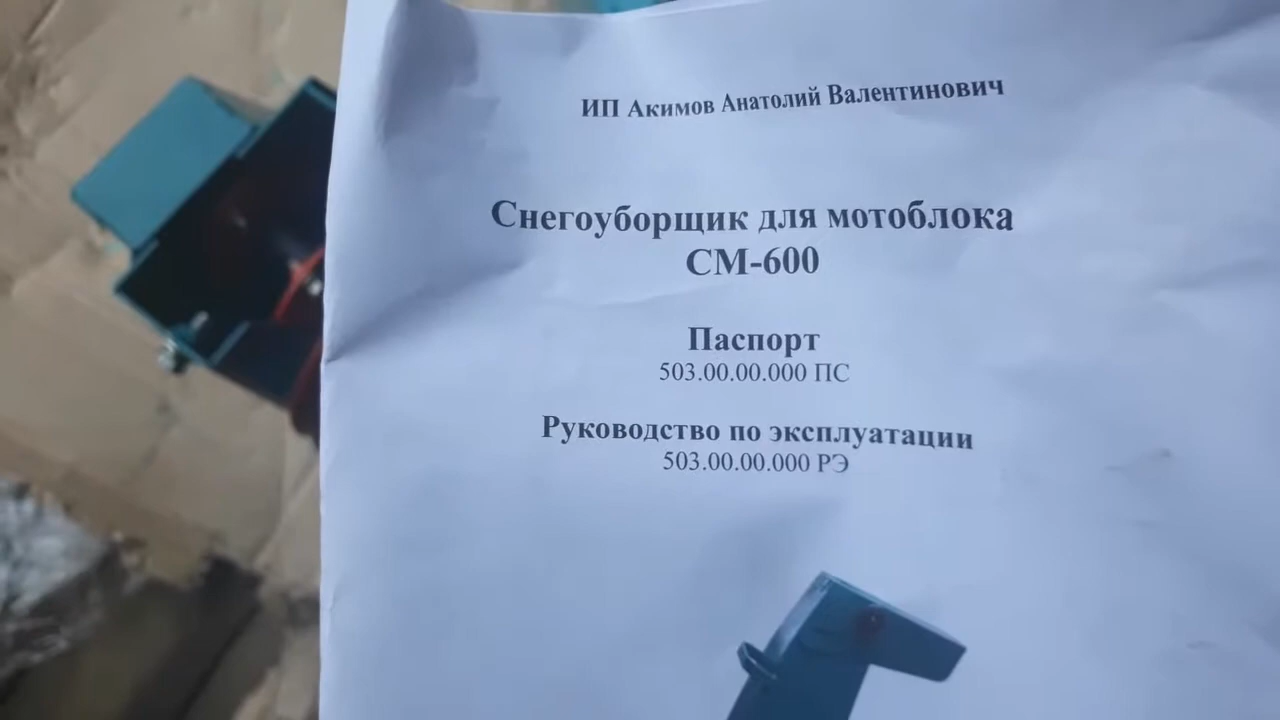 ИП Акимов Анатолий Валентинович
Снегоуборщик для мотоблока
СМ-600
Паспорт
503.00.00.000 ПС
Руководство по эксплуатации
503.00.00.000 РЭ